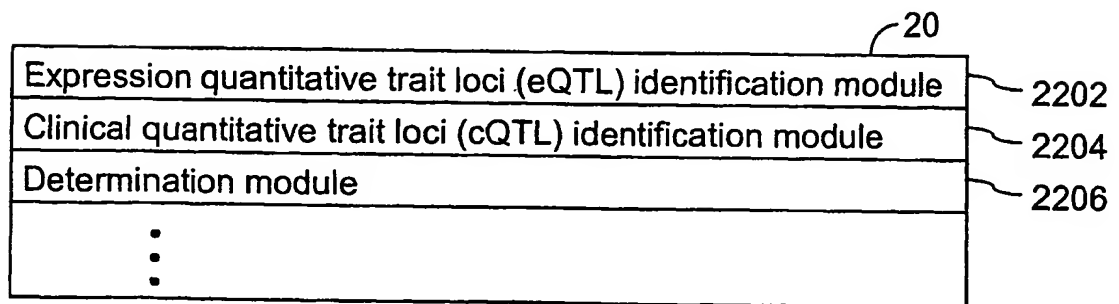 20
Expression quantitative trait loci (eQTL) identification module
2202
Clinical quantitative trait loci (cQTL) identification module
2204
Determination module
2206